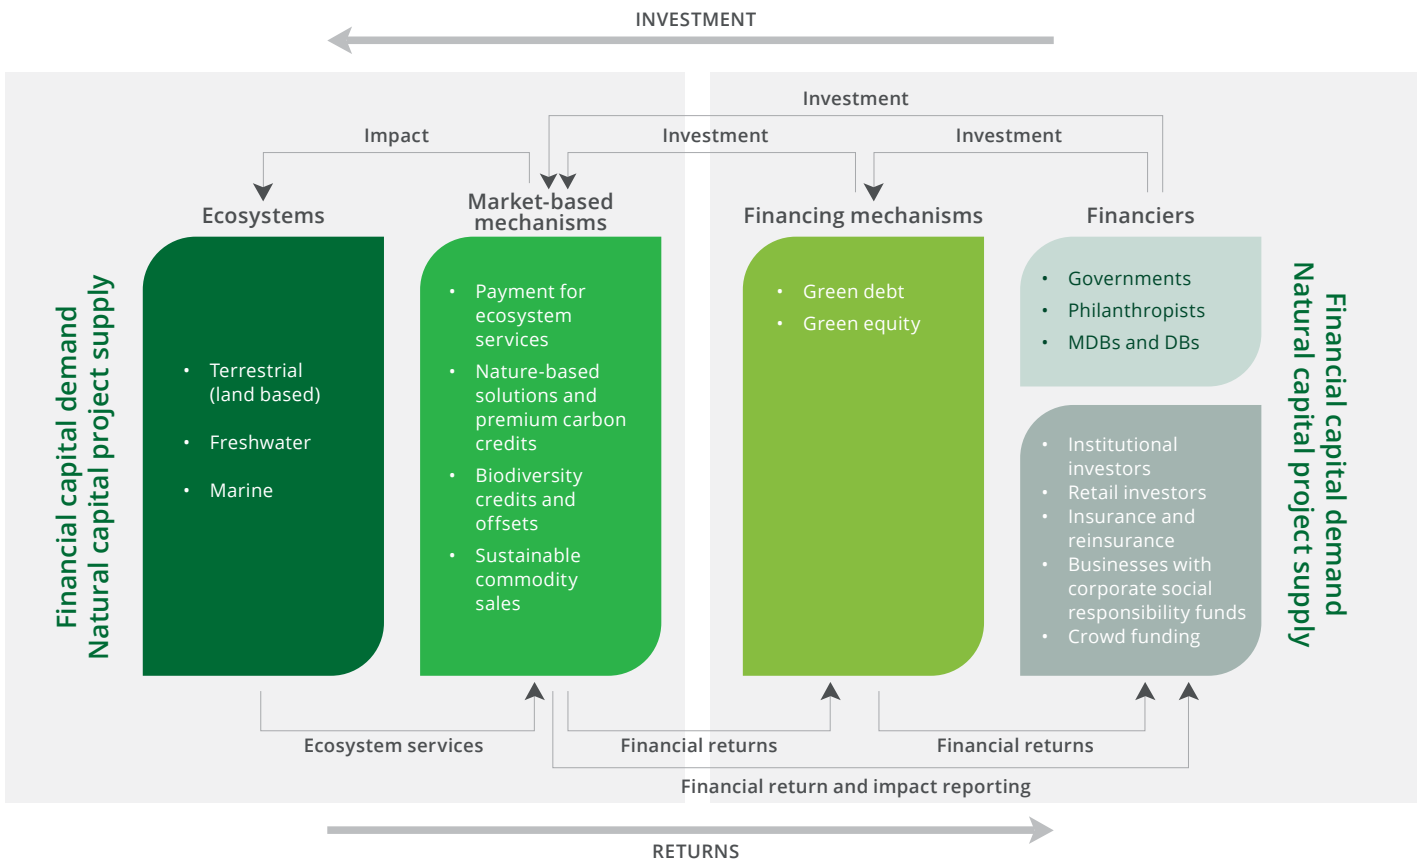 INVESTMENT
Investment
Impact
Investment
Investment
Ecosystems
Market-based
mechanisms
Financing mechanisms
Financiers
Financial capital demand
Natural capital project supply
• Terrestrial
(land based)
• Freshwater
• Marine
• Payment for
ecosystem
services
• Nature-based
solutions and
premium carbon
credits
• Biodiversity
credits and
offsets
• Sustainable
commodity
sales
• Green debt
• Green equity
• Governments
• Philanthropists
• MDBs and DBs
• Institutional
investors
• Retail investors
• Insurance and
reinsurance
• Businesses with
corporate social
responsibility funds
• Crowd funding
Financial capital demand
Natural capital project supply
Ecosystem services
Financial returns
Financial returns
Financial return and impact reporting
RETURNS